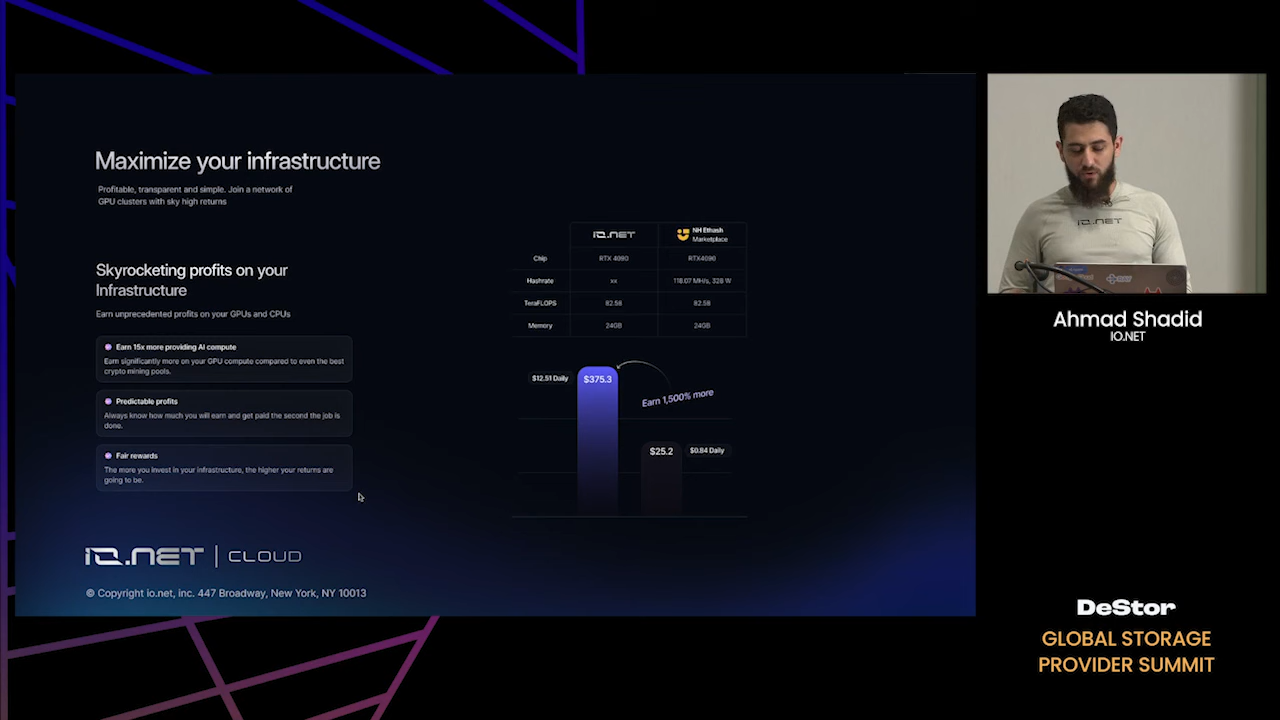 Maximize your infrastructure
Profitable, transparent and simple. Join a network of
GPU clusters with sky high returns
Skyrocketing profits on your
Infrastructure
Earn unprecedented profits on your GPUs and CPUs
Earn 15x more providing AI compute
Earn significantly more on your GPU compute compared to even the best
crypto mining pools.
Predictable profits
Always know how much you will earn and get paid the second the job is
done.
Fair rewards
The more you invest in your infrastructure, the higher your returns are
going to be.
IO.NET | CLOUD
© Copyright io.net, inc. 447 Broadway, New York, NY 10013
IO.NET NH Ethash
Marketplace
Chip RTX 4090 RTX4090
Hashrate xx 118.07 MH/s, 328 W
TeraFLOPS 82.58 82.58
Memory 24GB 24GB
$12.51 Daily $375.3
Earn 1,500% more
$25.2 $0.84 Daily
IO.NET
Ahmad Shadid
IO.NET
DeStor
GLOBAL STORAGE
PROVIDER SUMMIT